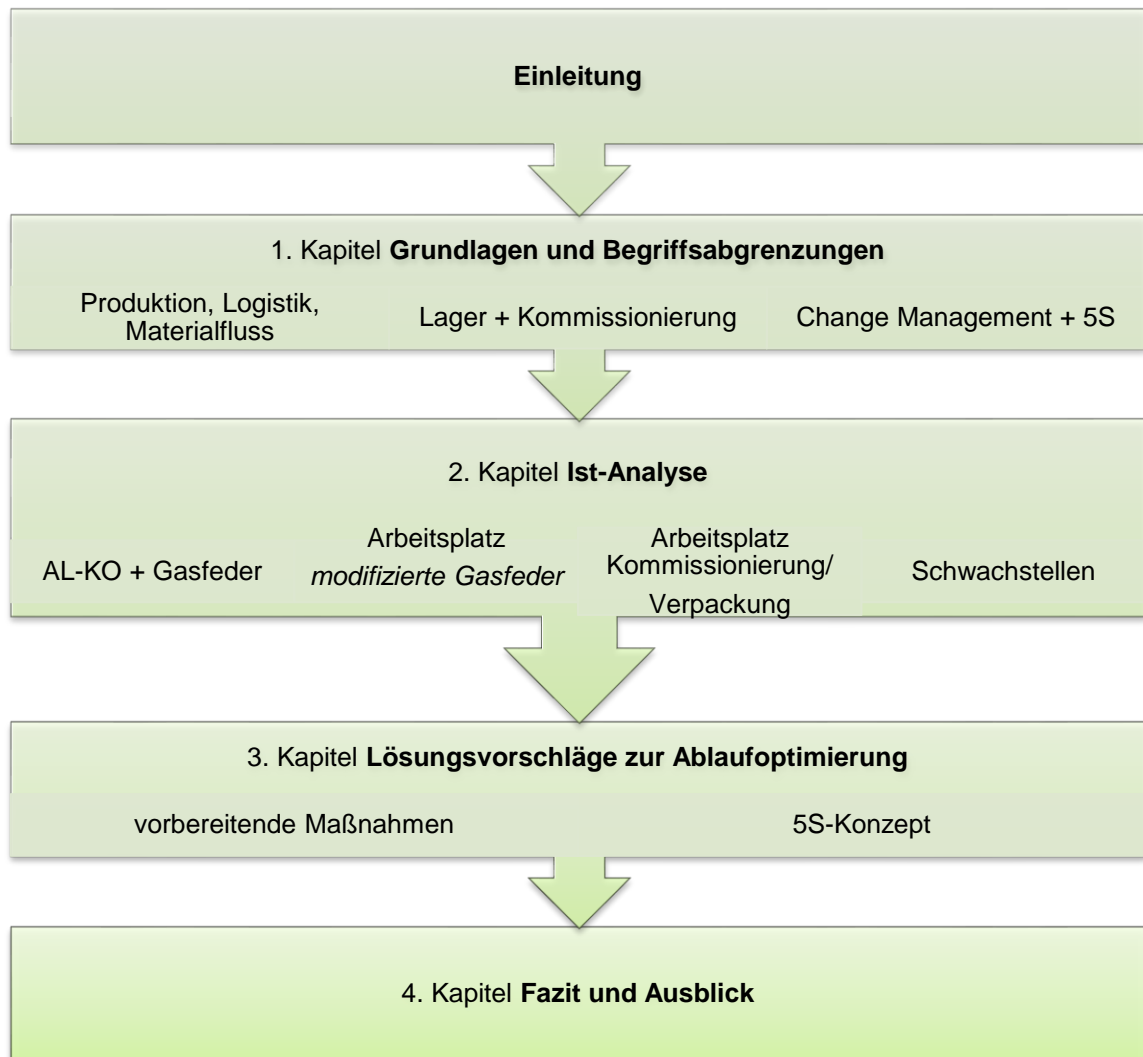 Einleitung
1. Kapitel Grundlagen und Begriffsabgrenzungen
Produktion, Logistik,
Materialfluss
Lager + Kommissionierung
Change Management + 5S
2. Kapitel Ist-Analyse
AL-KO + Gasfeder
Arbeitsplatz
modifizierte Gasfeder
Arbeitsplatz
Kommissionierung/
Verpackung
Schwachstellen
3. Kapitel Lösungsvorschläge zur Ablaufoptimierung
vorbereitende Maßnahmen
5S-Konzept
4. Kapitel Fazit und Ausblick